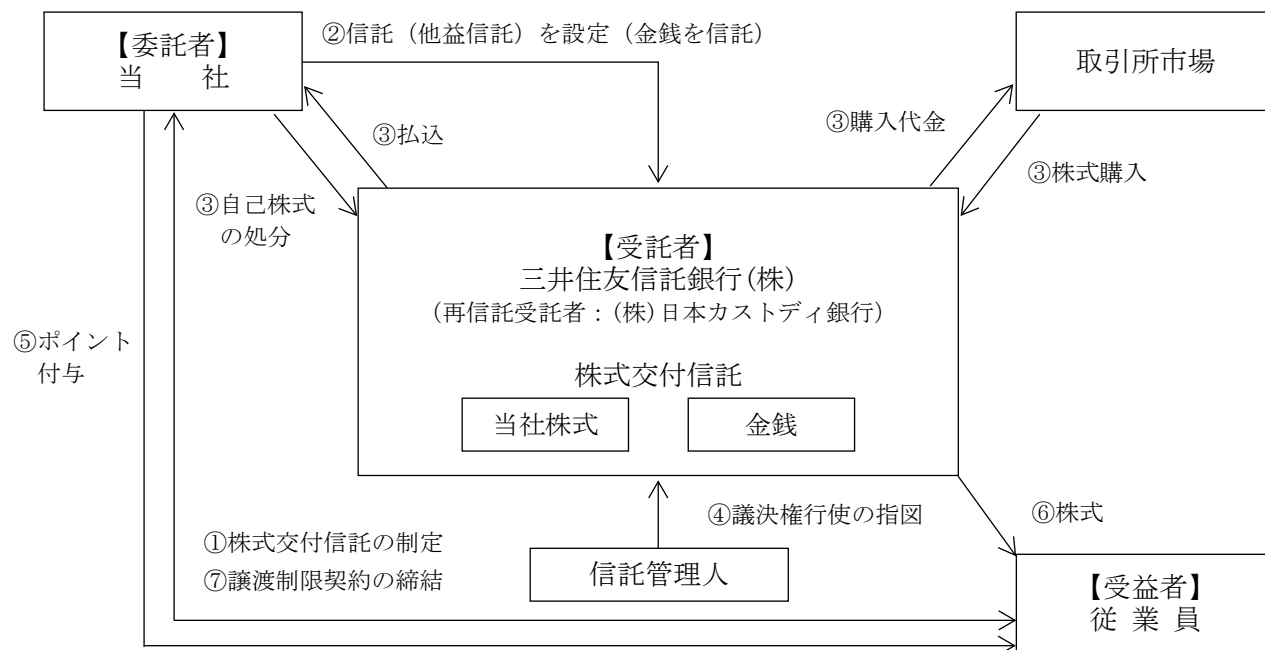 【委託者】
当　　社
②信託（他益信託）を設定（金銭を信託）
取引所市場
③払込
③購入代金
③株式購入
③自己株式
の処分
【受託者】
三井住友信託銀行(株)
(再信託受託者：(株)日本カストディ銀行)
⑤ポイント
付与
株式交付信託
当社株式
金銭
④議決権行使の指図
⑥株式
①株式交付信託の制定
⑦譲渡制限契約の締結
信託管理人
【受益者】
従 業 員